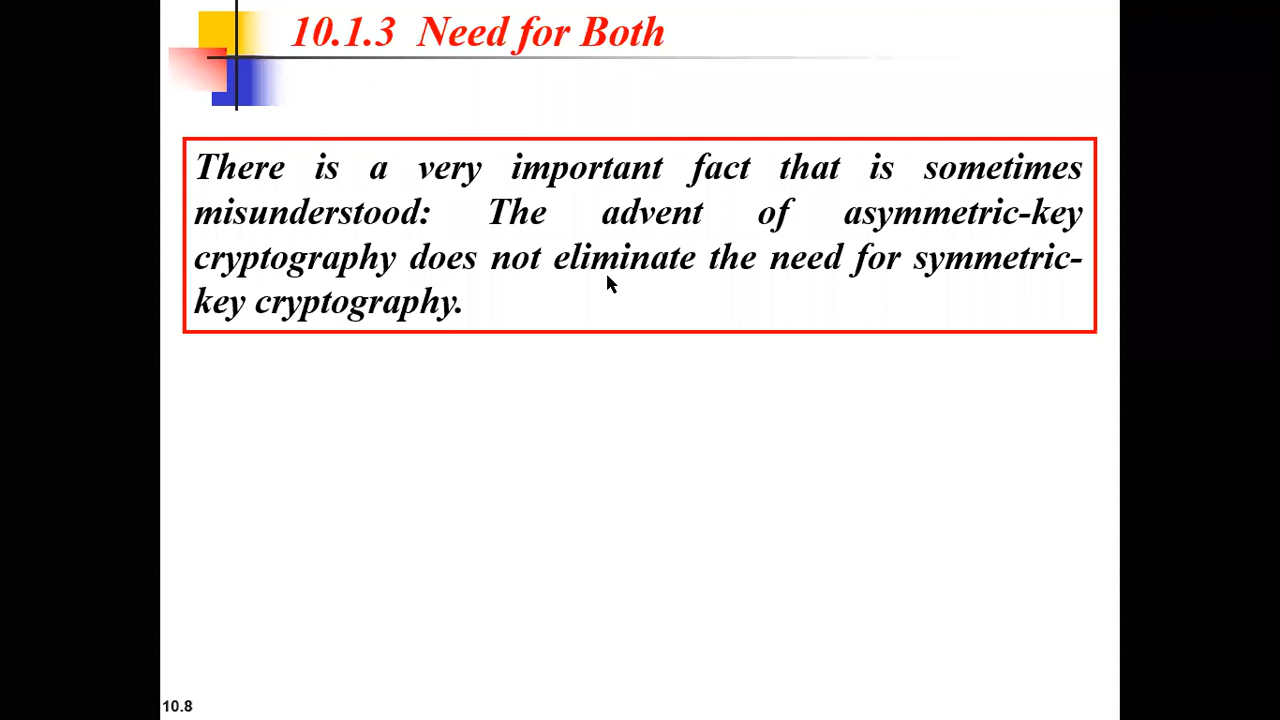 10.1.3 Need for Both
There is a very important fact that is sometimes
misunderstood: The advent of asymmetric-key
cryptography does not eliminate the need for symmetric-
key cryptography.
10.8